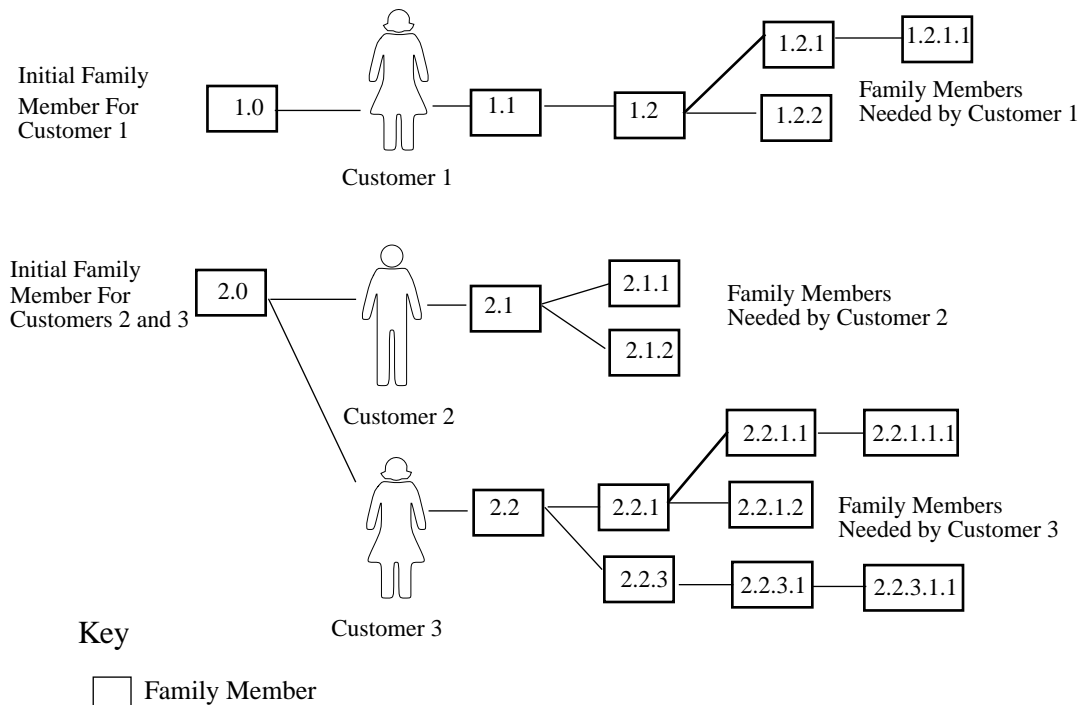 Initial Family
Member For
Customer 1
1.0
Customer 1
1.1
1.2
1.2.1
1.2.1.1
1.2.2
Family Members
Needed by Customer 1
Initial Family
Member For
Customers 2 and 3
2.0
Customer 2
2.1
2.1.1
2.1.2
Family Members
Needed by Customer 2
Customer 3
2.2
2.2.1
2.2.1.1
2.2.1.1.1
2.2.1.2
Family Members
Needed by Customer 3
2.2.3
2.2.3.1
2.2.3.1.1
Key
Family Member